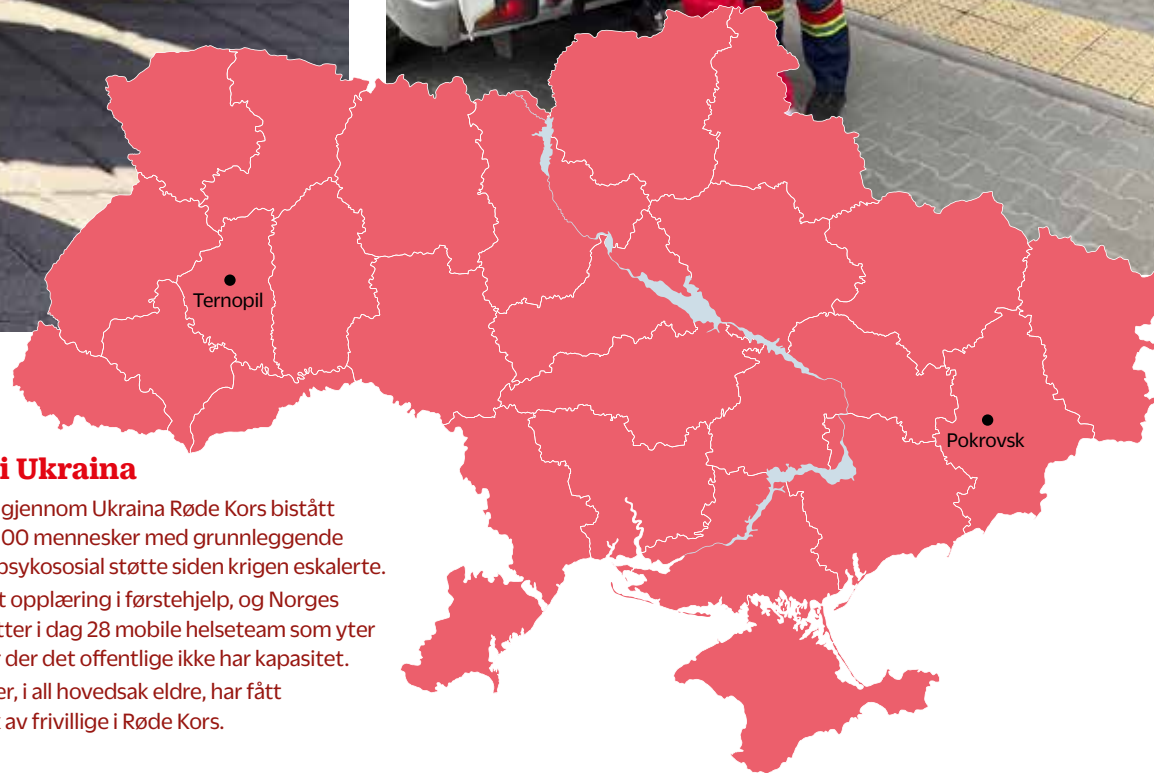 Ternopil
Pokrovsk
i Ukraina
gjennom Ukraina Røde Kors bistått
00 mennesker med grunnleggende
psykososial støtte siden krigen eskalerte.
t opplæring i førstehjelp, og Norges
tter i dag 28 mobile helseteam som yter
der det offentlige ikke har kapasitet.
er, i all hovedsak eldre, har fått
av frivillige i Røde Kors.